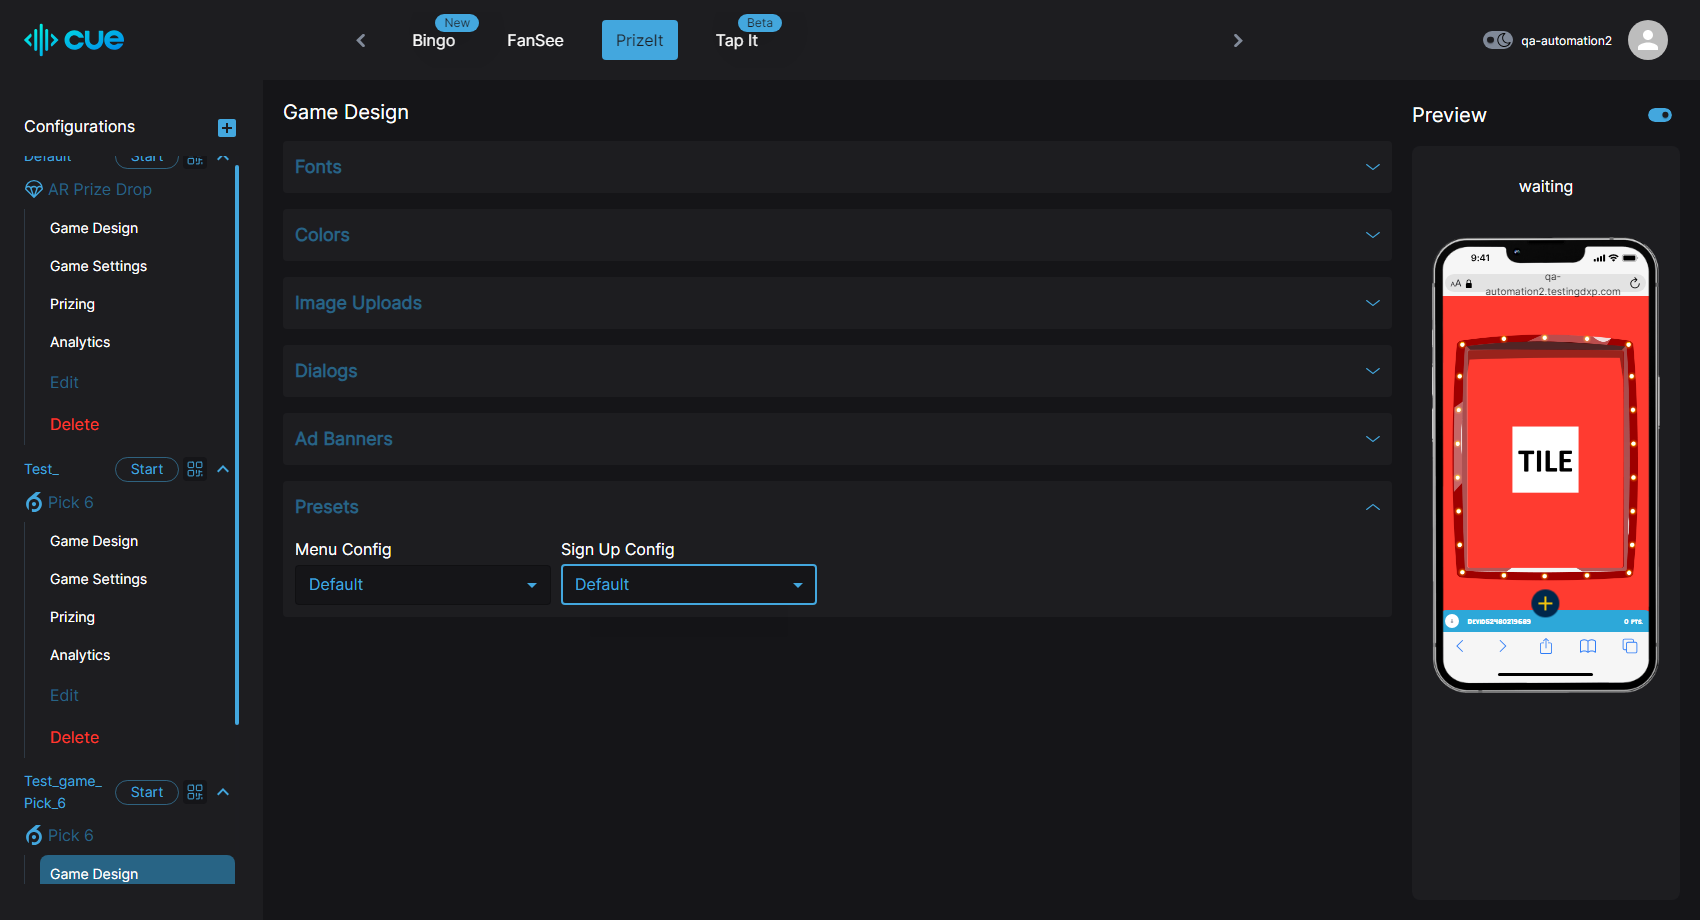 cue
New
Bingo
FanSee
PrizeIt
Beta
Tap It
qa-automation2
Configurations
Default
Start
AR Prize Drop
Game Design
Game Settings
Prizing
Analytics
Edit
Delete
Test_
Start
Pick 6
Game Design
Game Settings
Prizing
Analytics
Edit
Delete
Test_game_
Pick_6
Start
Pick 6
Game Design
Game Design
Fonts
Colors
Image Uploads
Dialogs
Ad Banners
Presets
Menu Config
Sign Up Config
Default
Default
Preview
waiting
9:41
AA
qa-
automation2.testingdxp.com
TILE
0 PTS.